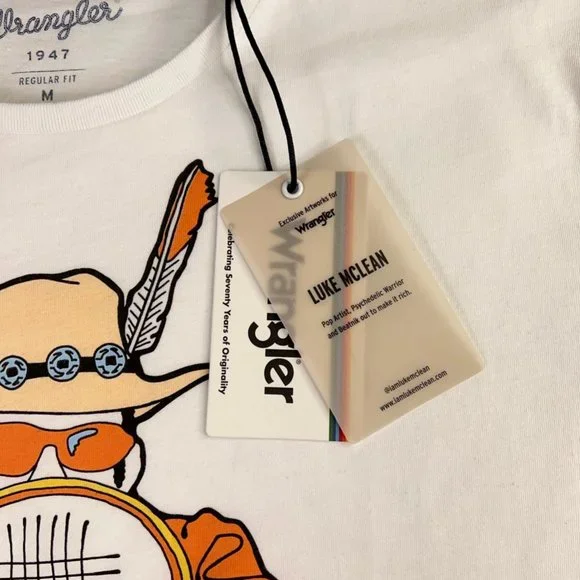 Wrangler
1947
REGULAR FIT
M
Exclusive Artworks for
Wrangler
LUKE MCLEAN
Pop Artist, Psychedelic Warrior
and Beatnik out to make it rich.
@iamlukemclean
www.iamlukemclean.com
Wrangler
Celebrating Seventy Years of Originality